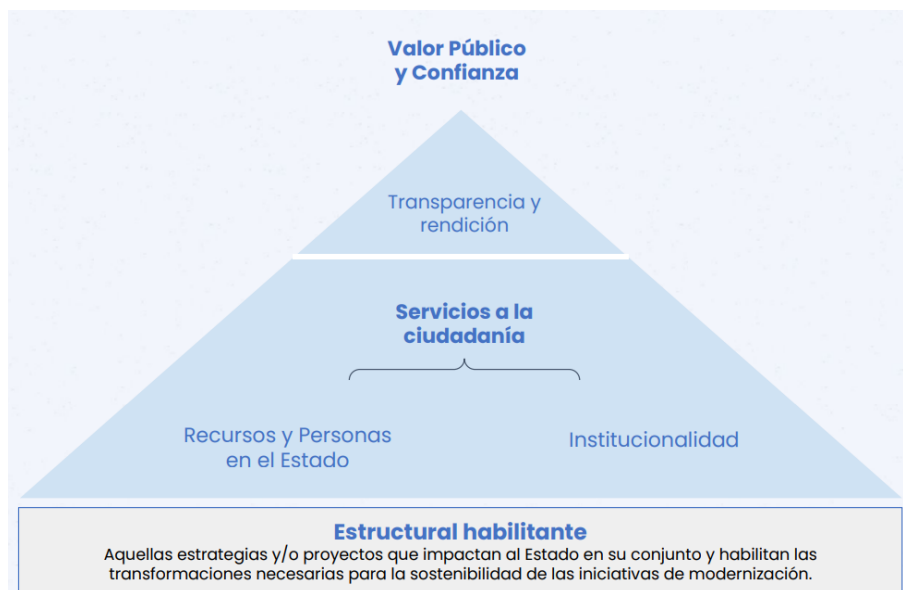 Valor Público
y Confianza
Transparencia y
rendición
Servicios a la
ciudadanía
Recursos y Personas
en el Estado
Institucionalidad
Estructural habilitante
Aquellas estrategias y/o proyectos que impactan al Estado en su conjunto y habilitan las
transformaciones necesarias para la sostenibilidad de las iniciativas de modernización.